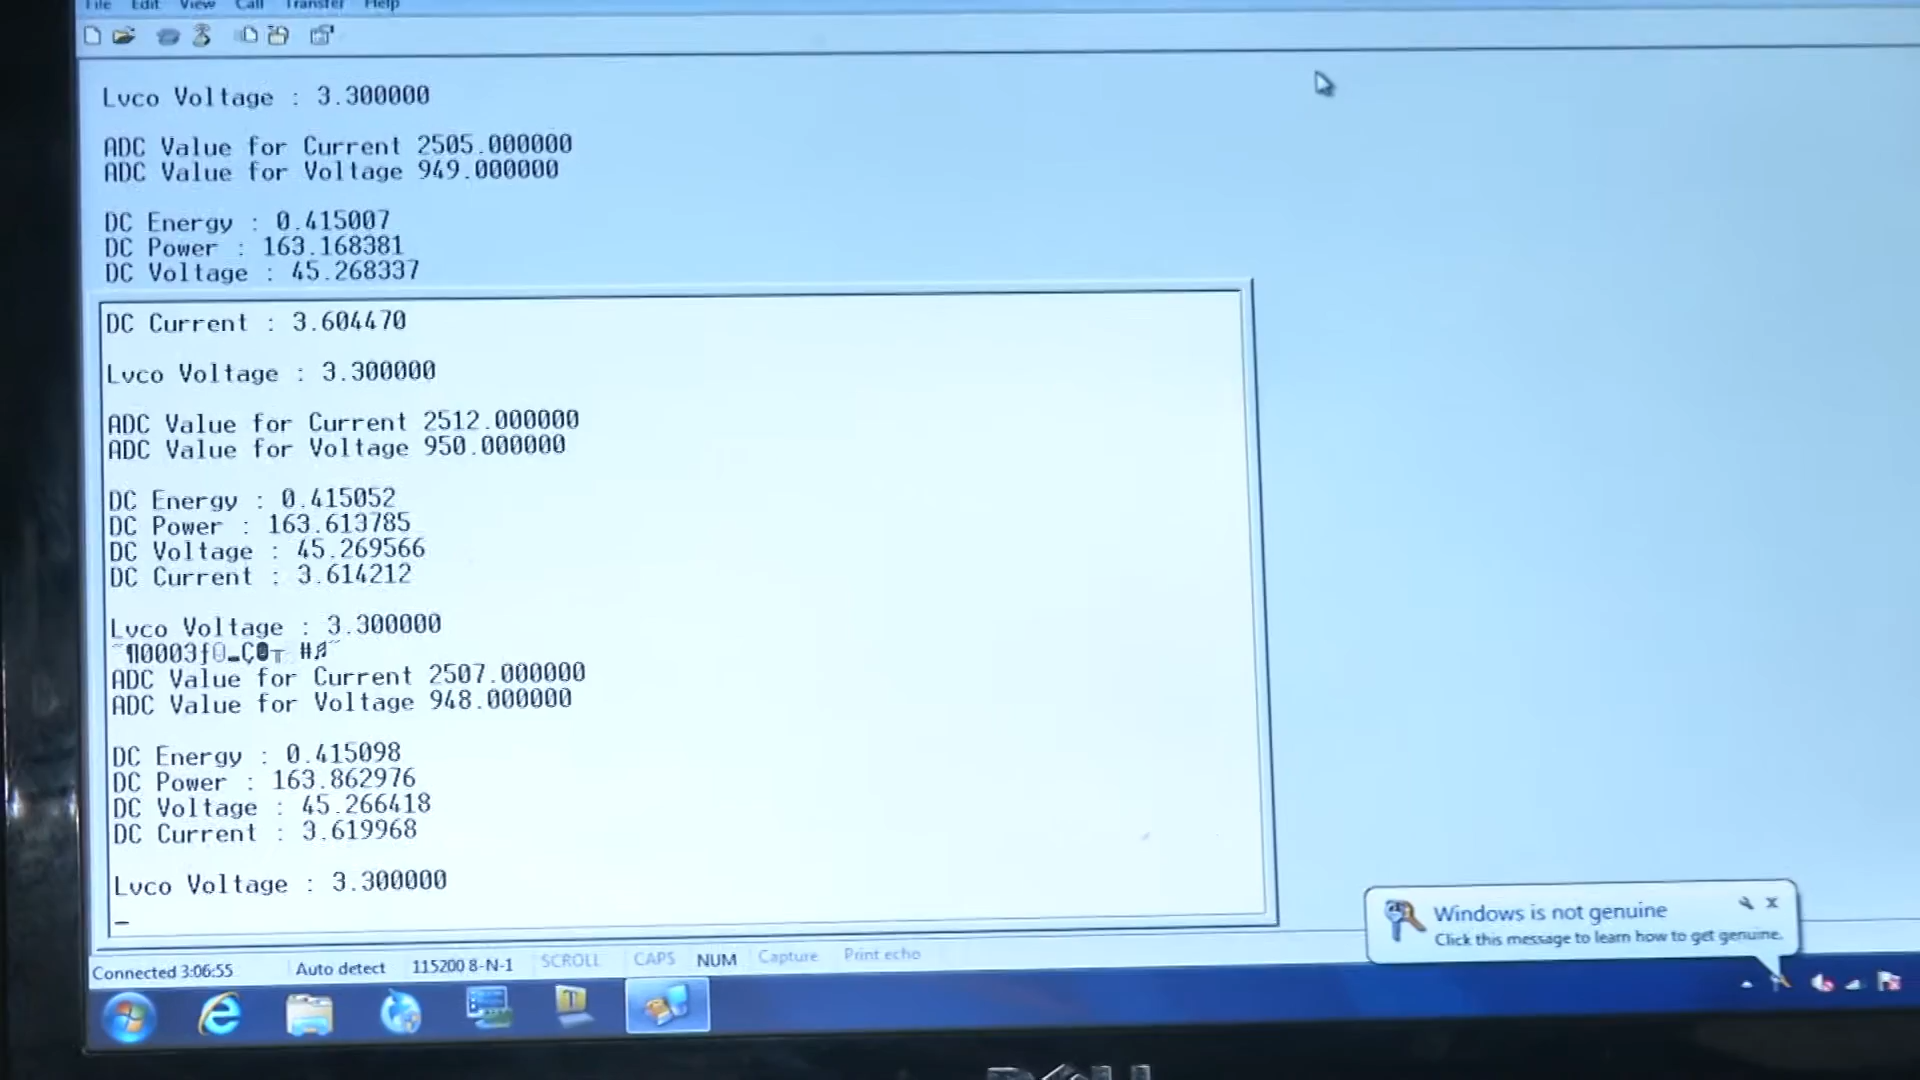 File Edit View Call Transfer Help
Lvco Voltage : 3.300000
ADC Value for Current 2505.000000
ADC Value for Voltage 949.000000
DC Energy : 0.415007
DC Power : 163.168381
DC Voltage : 45.268337
DC Current : 3.604470
Lvco Voltage : 3.300000
ADC Value for Current 2512.000000
ADC Value for Voltage 950.000000
DC Energy : 0.415052
DC Power : 163.613785
DC Voltage : 45.269566
DC Current : 3.614212
Lvco Voltage : 3.300000
ADC Value for Current 2507.000000
ADC Value for Voltage 948.000000
DC Energy : 0.415098
DC Power : 163.862976
DC Voltage : 45.266418
DC Current : 3.619968
Lvco Voltage : 3.300000
Windows is not genuine
Click this message to learn how to get genuine.
Connected 3:06:55 Auto detect 115200 8-N-1 SCROLL CAPS NUM Capture Print echo
DELL